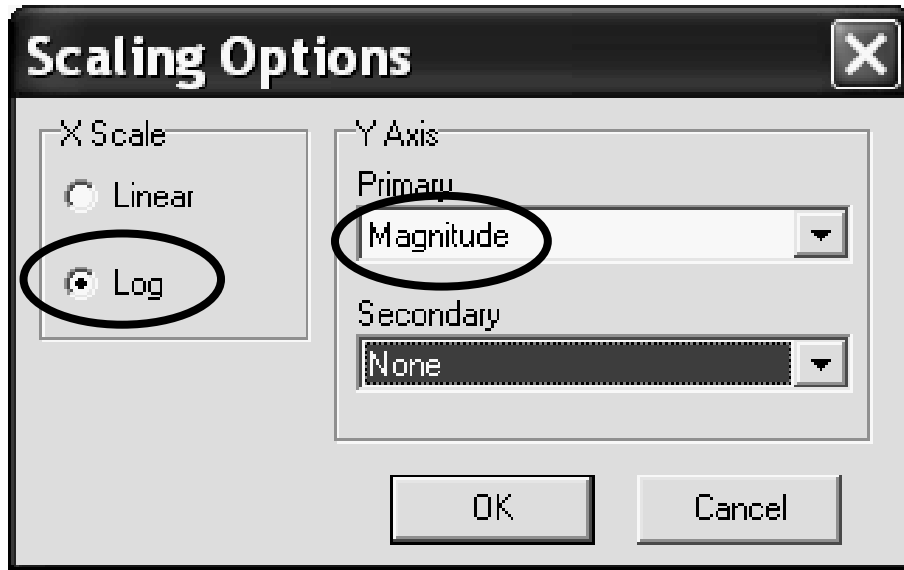 Scaling Options
X Scale
Linear
Log
Y Axis
Primary
Magnitude
Secondary
None
OK
Cancel